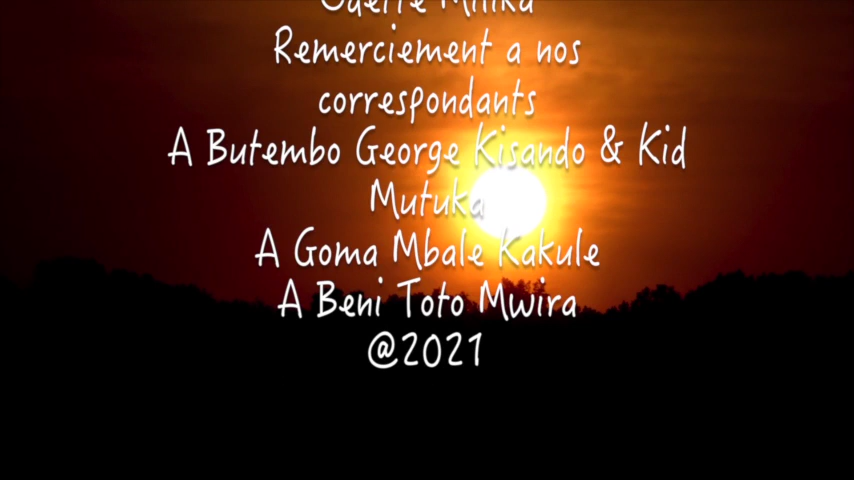 Remerciement a nos
correspondants
A Butembo George Kisando & Kid
Mutuka
A Goma Mbale Kakule
A Beni Toto Mwira
@2021